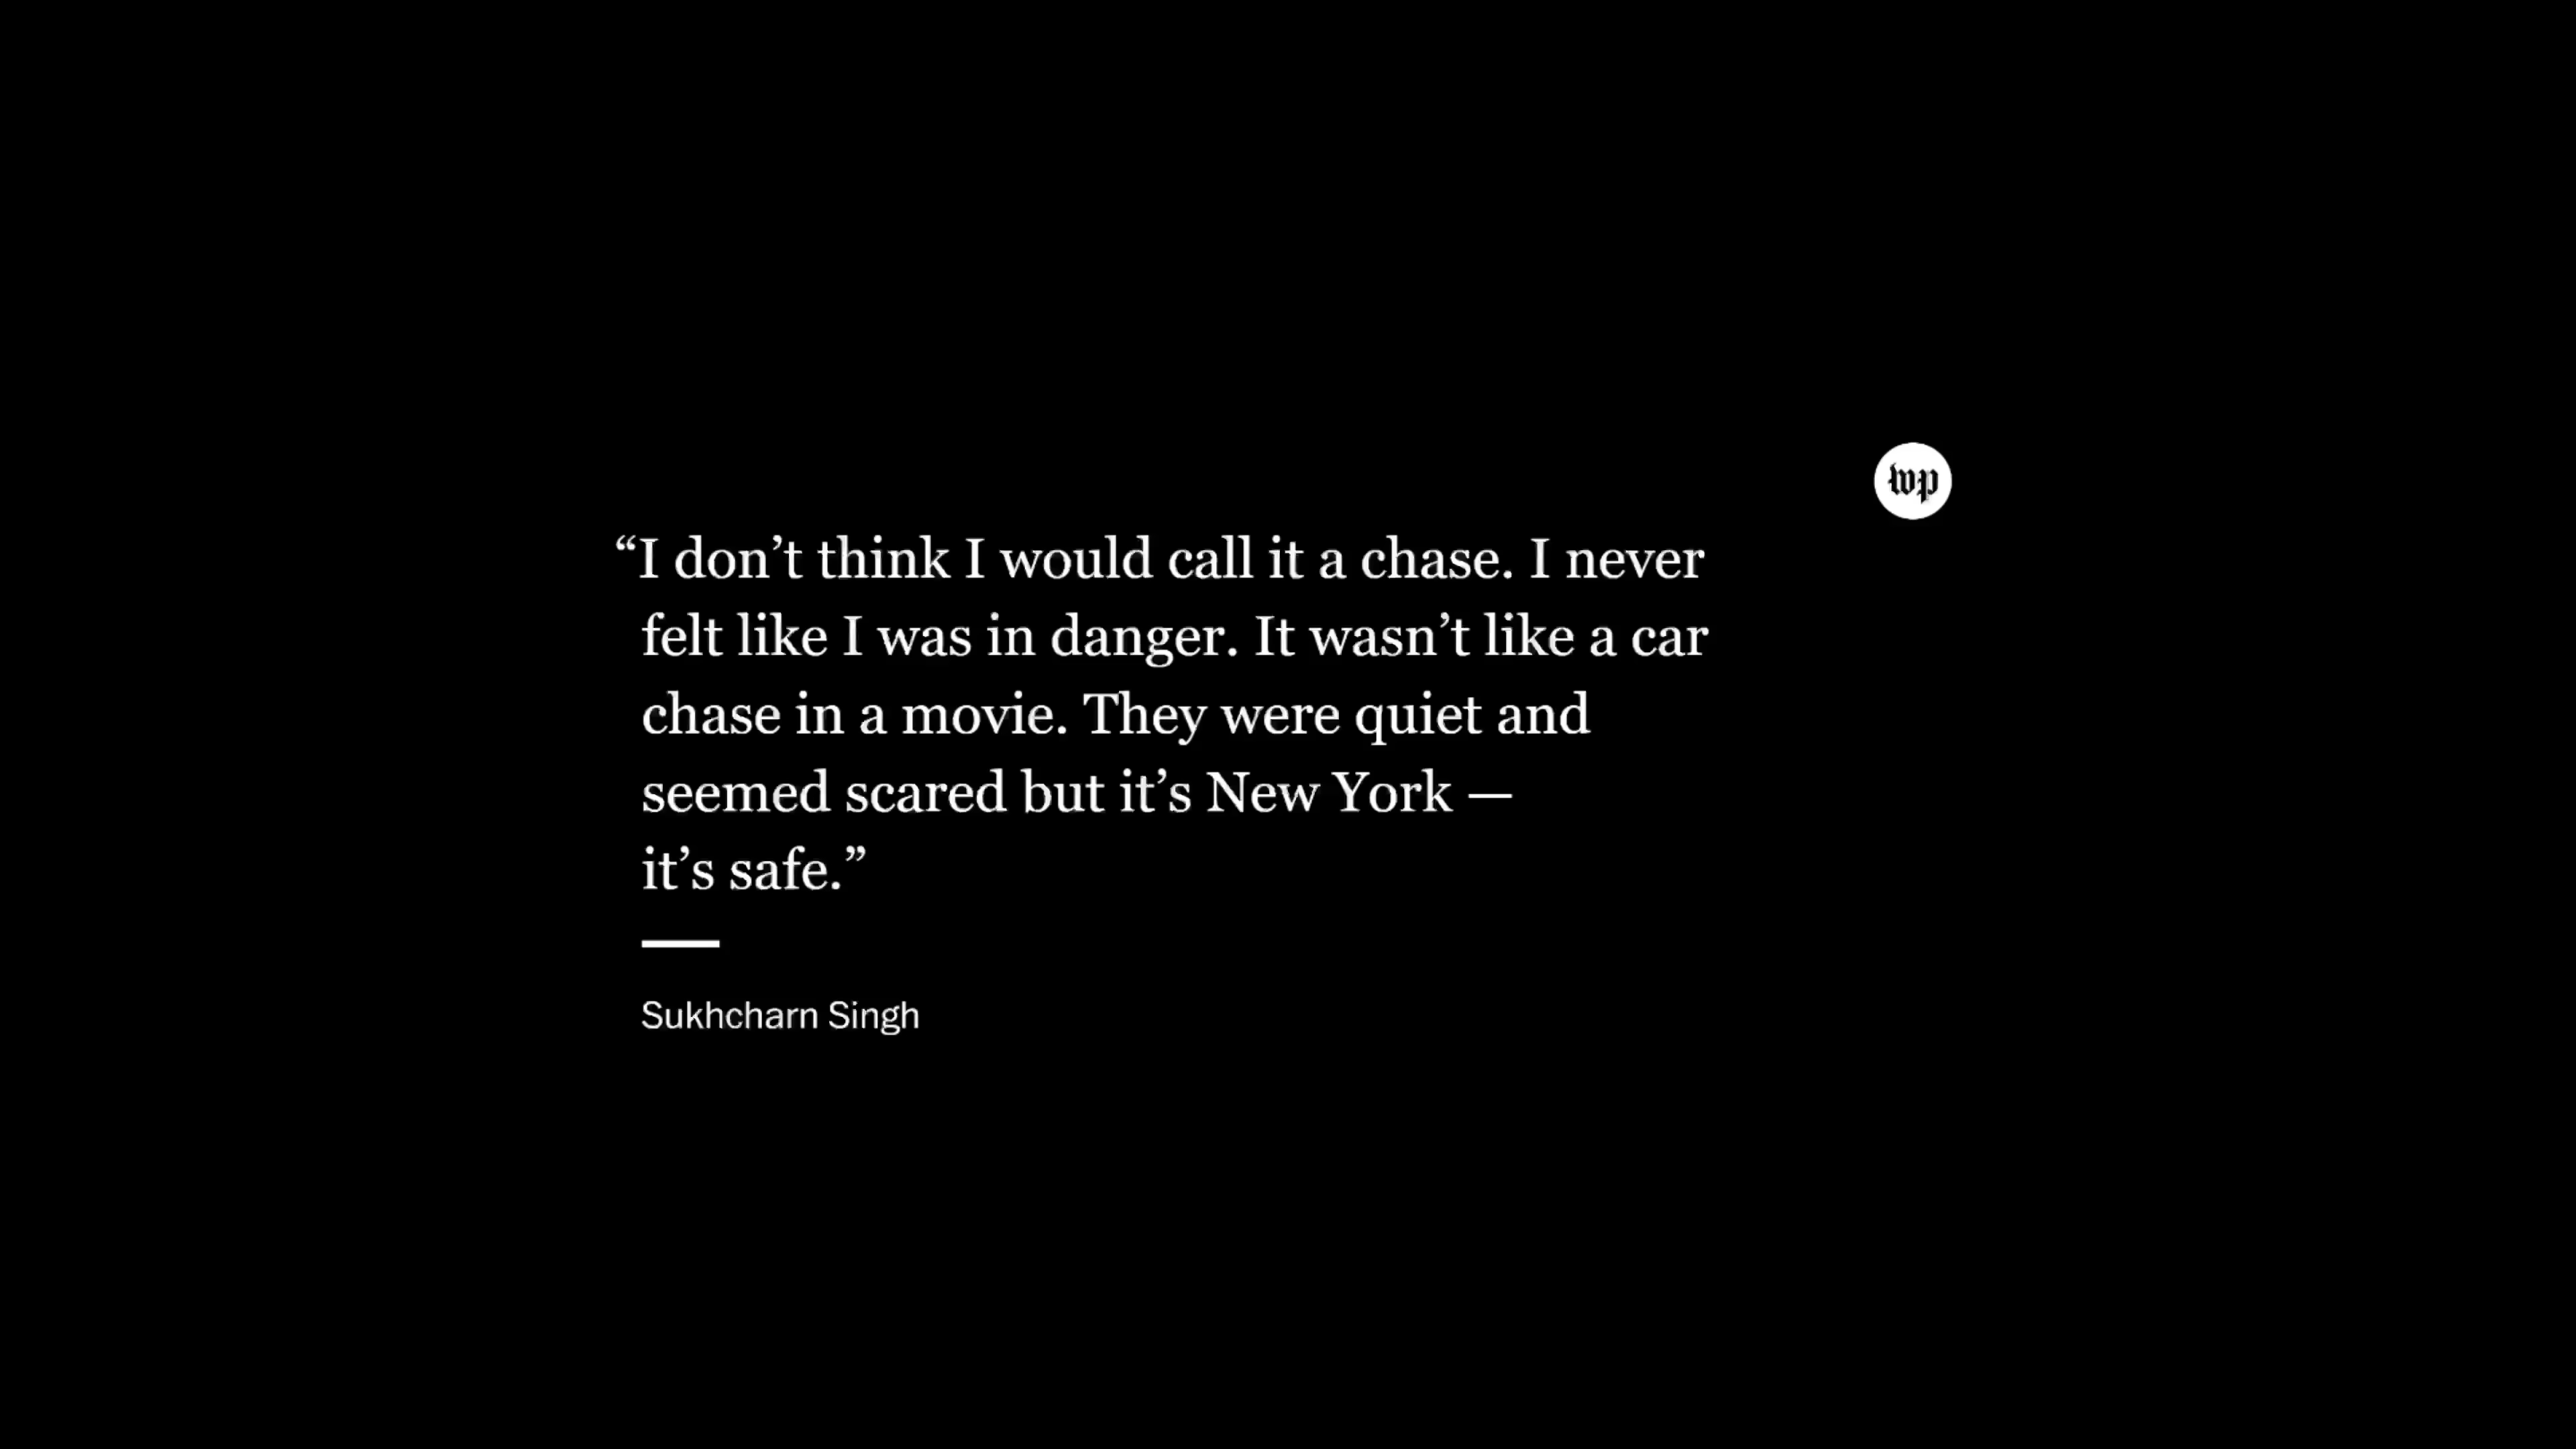 wp
“I don’t think I would call it a chase. I never
felt like I was in danger. It wasn’t like a car
chase in a movie. They were quiet and
seemed scared but it’s New York —
it’s safe.”
Sukhcharn Singh